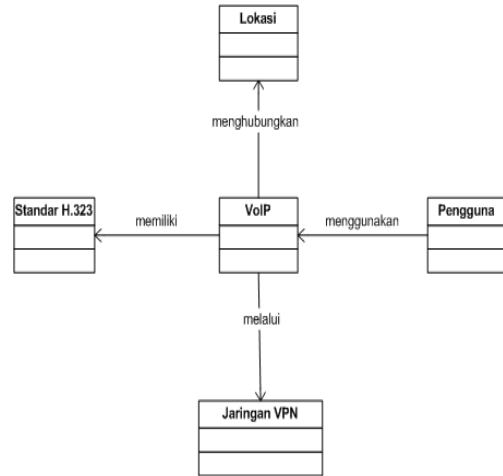 Lokasi
menghubungkan
Standar H.323
memiliki
VoIP
menggunakan
Pengguna
melalui
Jaringan VPN